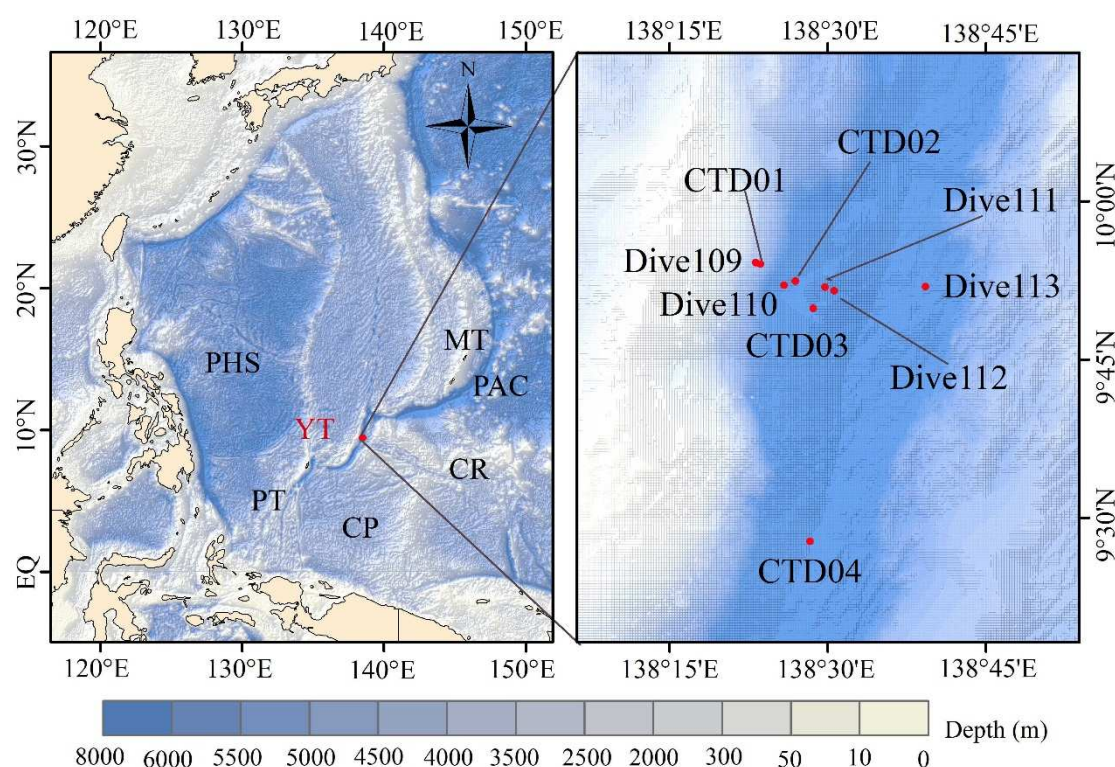 120°E 130°E 140°E 150°E
138°15'E 138°30'E 138°45'E
N
30°N
20°N
10°N
EQ
PHS
MT
PAC
YT
CR
PT
CP
120°E 130°E 140°E 150°E
CTD02
CTD01
Dive111
Dive109
Dive110
Dive113
CTD03
Dive112
CTD04
10°00'N
9°45'N
9°30'N
138°15'E 138°30'E 138°45'E
8000 6000 5500 5000 4500 4000 3500 2500 2000 300 50 10 0
Depth (m)